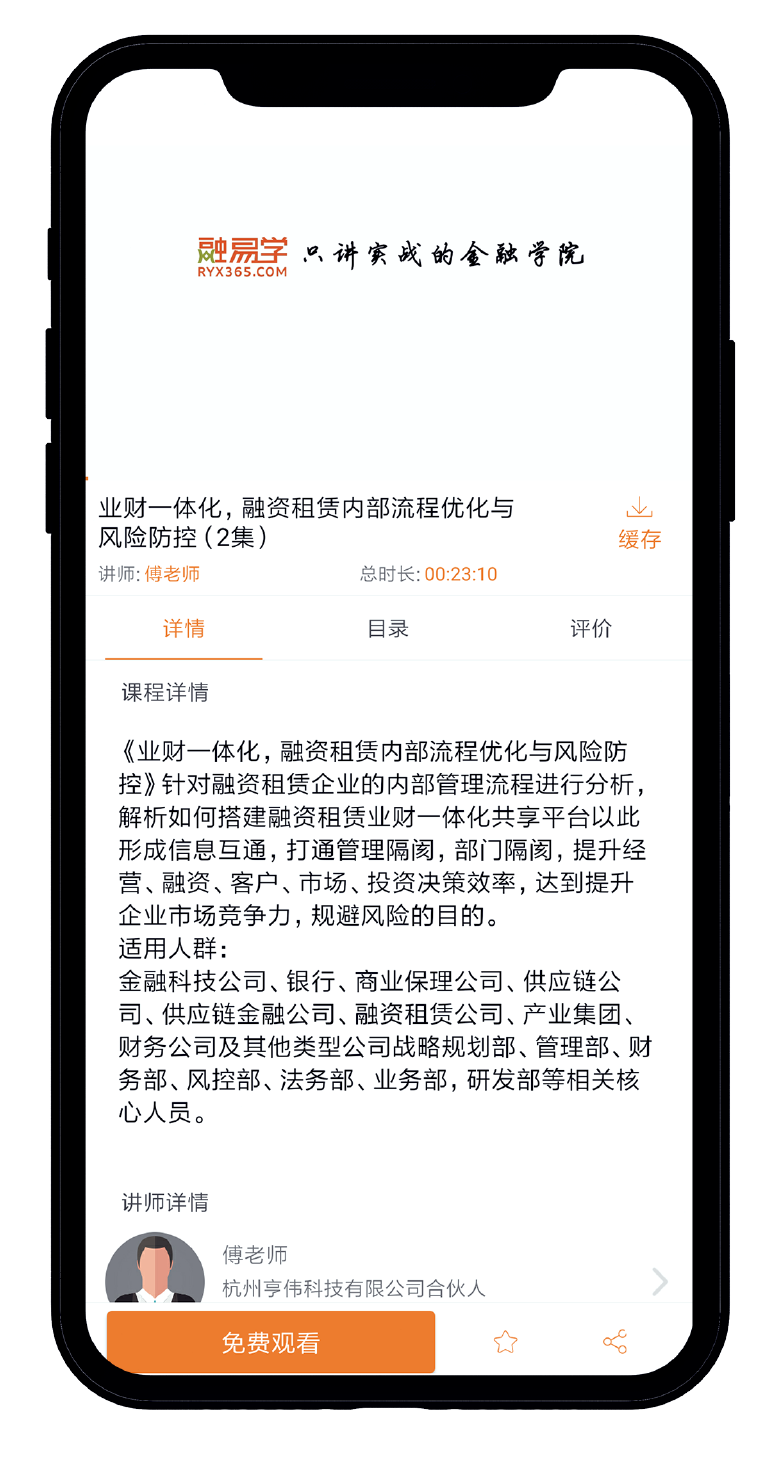 融易学
RYX365.COM
只讲实战的金融学院
业财一体化，融资租赁内部流程优化与
风险防控（2集）
缓存
讲师: 傅老师
总时长: 00:23:10
详情
目录
评价
课程详情
《业财一体化，融资租赁内部流程优化与风险防
控》针对融资租赁企业的内部管理流程进行分析，
解析如何搭建融资租赁业财一体化共享平台以此
形成信息互通，打通管理隔阂，部门隔阂，提升经
营、融资、客户、市场、投资决策效率，达到提升
企业市场竞争力，规避风险的目的。
适用人群：
金融科技公司、银行、商业保理公司、供应链公
司、供应链金融公司、融资租赁公司、产业集团、
财务公司及其他类型公司战略规划部、管理部、财
务部、风控部、法务部、业务部，研发部等相关核
心人员。
讲师详情
傅老师
杭州亨伟科技有限公司合伙人
免费观看